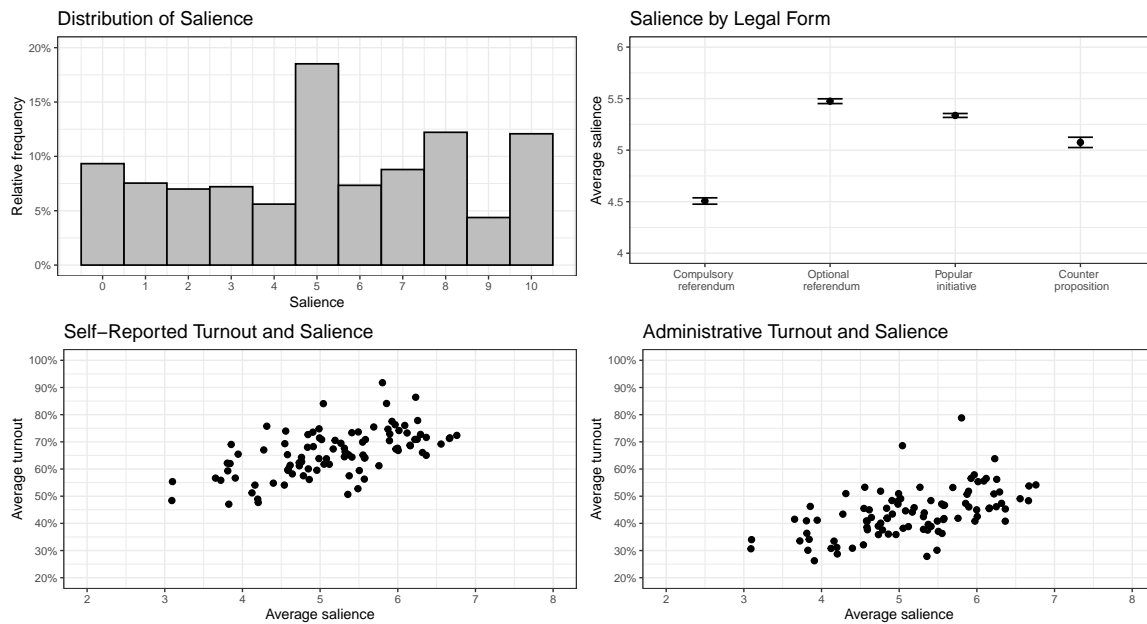 Distribution of Salience
20%
15%
10%
5%
0%
Relative frequency
0 1 2 3 4 5 6 7 8 9 10
Salience
Salience by Legal Form
6
5.5
5
4.5
4
Average salience
Compulsory referendum
Optional referendum
Popular initiative
Counter proposition
Self−Reported Turnout and Salience
100%
90%
80%
70%
60%
50%
40%
30%
20%
Average turnout
2 3 4 5 6 7 8
Average salience
Administrative Turnout and Salience
100%
90%
80%
70%
60%
50%
40%
30%
20%
Average turnout
2 3 4 5 6 7 8
Average salience